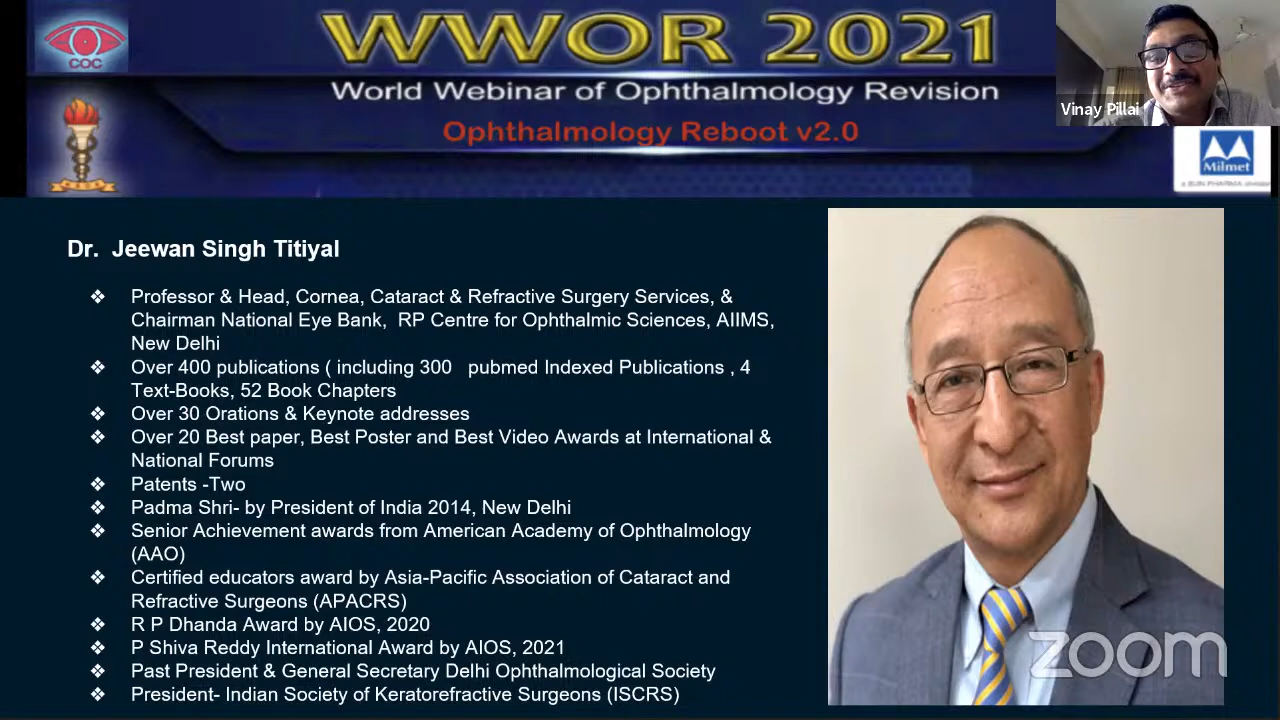 WWOR 2021
World Webinar of Ophthalmology Revision
Ophthalmology Reboot v2.0
COC
Vinay Pillai
Milmet
a SUN PHARMA division
Dr. Jeewan Singh Titiyal
❖ Professor & Head, Cornea, Cataract & Refractive Surgery Services, &
Chairman National Eye Bank, RP Centre for Ophthalmic Sciences, AIIMS,
New Delhi
❖ Over 400 publications ( including 300 pubmed Indexed Publications , 4
Text-Books, 52 Book Chapters
❖ Over 30 Orations & Keynote addresses
❖ Over 20 Best paper, Best Poster and Best Video Awards at International &
National Forums
❖ Patents -Two
❖ Padma Shri- by President of India 2014, New Delhi
❖ Senior Achievement awards from American Academy of Ophthalmology
(AAO)
❖ Certified educators award by Asia-Pacific Association of Cataract and
Refractive Surgeons (APACRS)
❖ R P Dhanda Award by AIOS, 2020
❖ P Shiva Reddy International Award by AIOS, 2021
❖ Past President & General Secretary Delhi Ophthalmological Society
❖ President- Indian Society of Keratorefractive Surgeons (ISCRS)
zoom